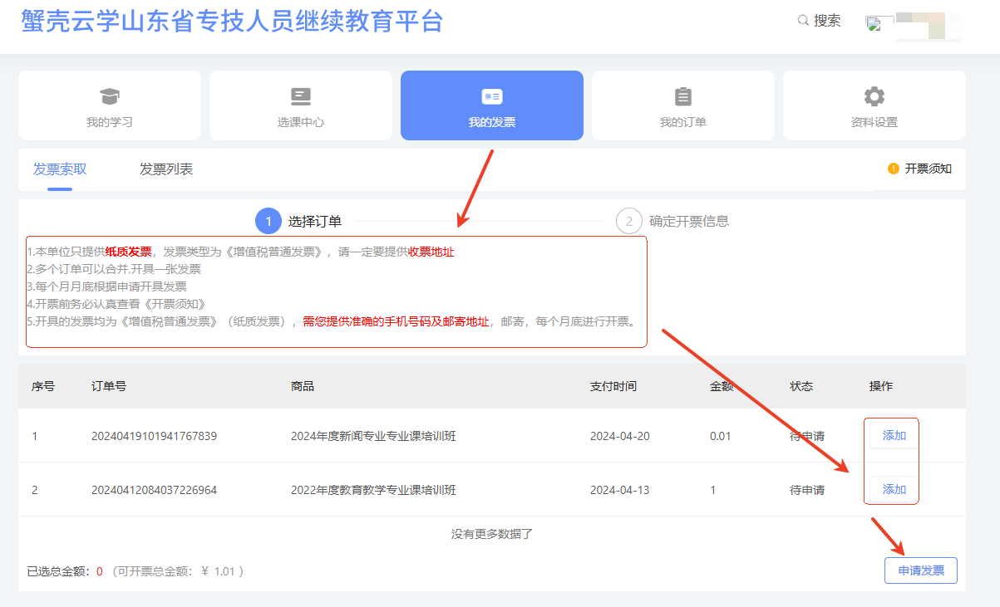 蟹壳云学山东省专技人员继续教育平台
搜索
我的学习
选课中心
票
我的发票
我的订单
资料设置
发票索取
发票列表
开票须知
1 选择订单
2 确定开票信息
1.本单位只提供纸质发票，发票类型为《增值税普通发票》，请一定要提供收票地址
2.多个订单可以合并,开具一张发票
3.每个月月底根据申请开具发票
4.开票前务必认真查看《开票须知》
5.开具的发票均为《增值税普通发票》（纸质发票），需您提供准确的手机号码及邮寄地址，邮寄，每个月底进行开票。
序号 订单号 商品 支付时间 金额 状态 操作
1 20240419101941767839 2024年度新闻专业专业课培训班 2024-04-20 0.01 待申请 添加
2 20240412084037226964 2022年度教育教学专业课培训班 2024-04-13 1 待申请 添加
没有更多数据了
已选总金额：0 （可开票总金额：￥ 1.01 ）
申请发票